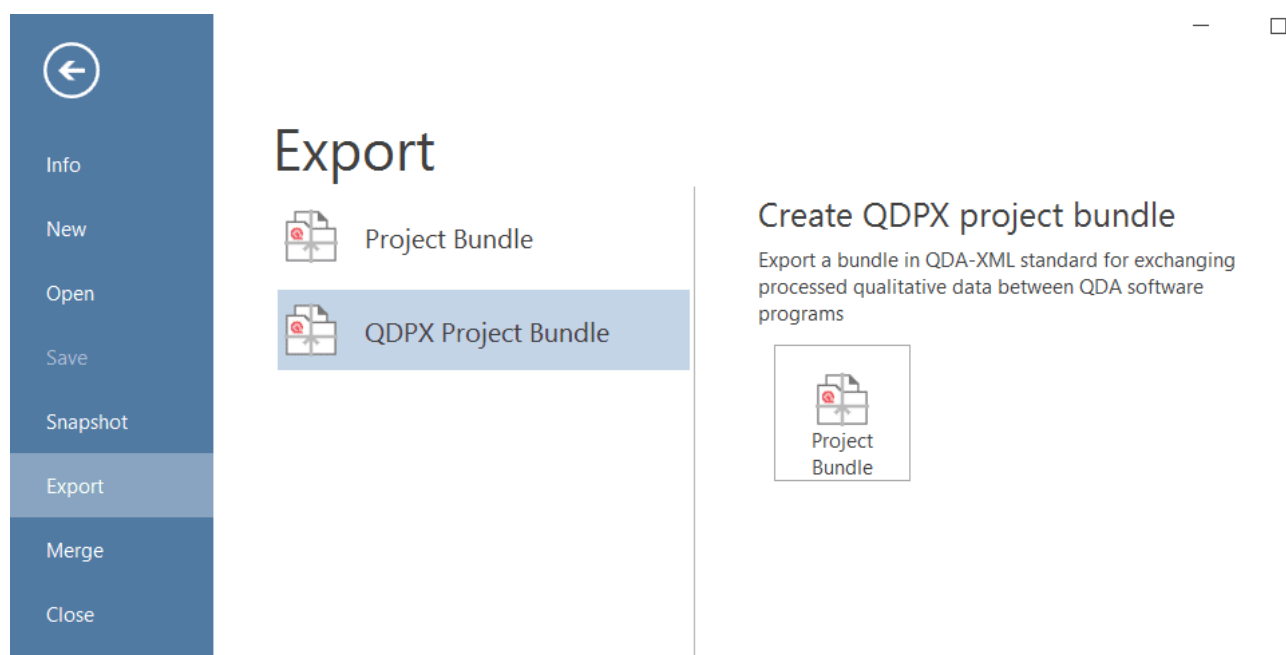 Info
New
Open
Save
Snapshot
Export
Merge
Close
Export
Project Bundle
QDPX Project Bundle
Create QDPX project bundle
Export a bundle in QDA-XML standard for exchanging
processed qualitative data between QDA software
programs
Project
Bundle